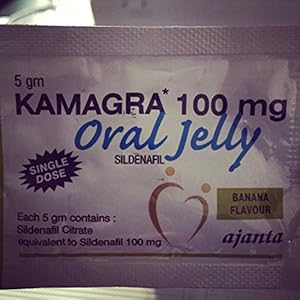 5 gm
KAMAGRA* 100 mg
Oral Jelly
SILDENAFIL
SINGLE
DOSE
BANANA
FLAVOUR
Each 5 gm contains :
Sildenafil Citrate
equivalent to Sildenafil 100 mg
ajanta